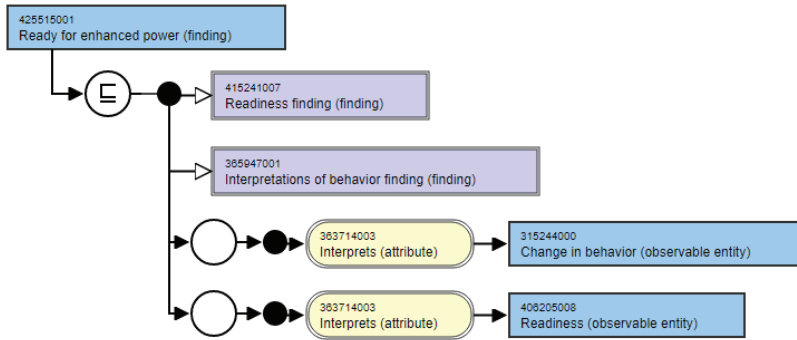 425515001
Ready for enhanced power (finding)
⊑
415241007
Readiness finding (finding)
365947001
Interpretations of behavior finding (finding)
363714003
Interprets (attribute)
315244000
Change in behavior (observable entity)
363714003
Interprets (attribute)
406205008
Readiness (observable entity)